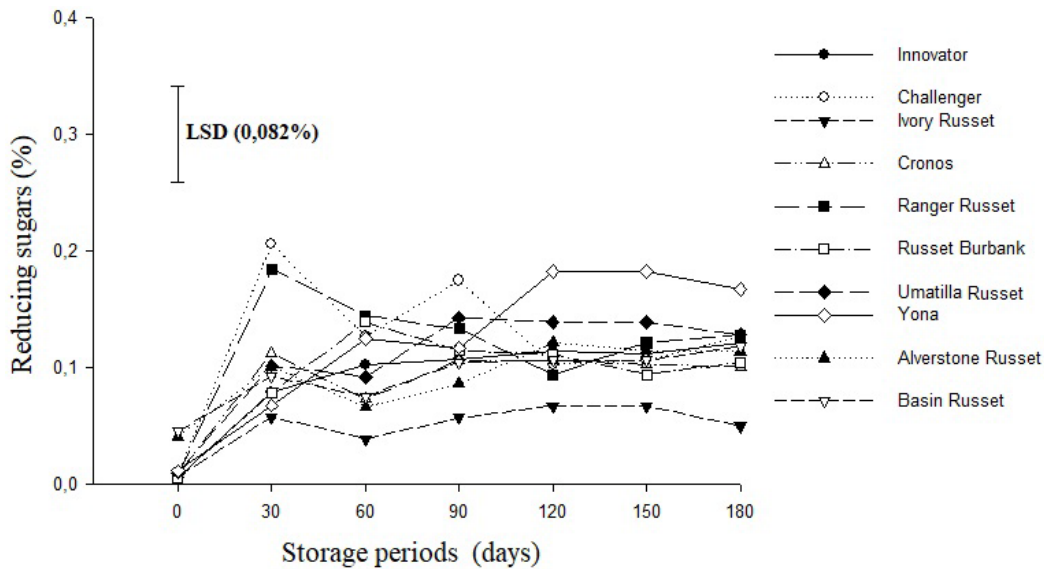 0,4
0,3
0,2
0,1
0,0
Reducing sugars (%)
LSD (0,082%)
0 30 60 90 120 150 180
Storage periods (days)
Innovator
Challenger
Ivory Russet
Cronos
Ranger Russet
Russet Burbank
Umatilla Russet
Yona
Alverstone Russet
Basin Russet